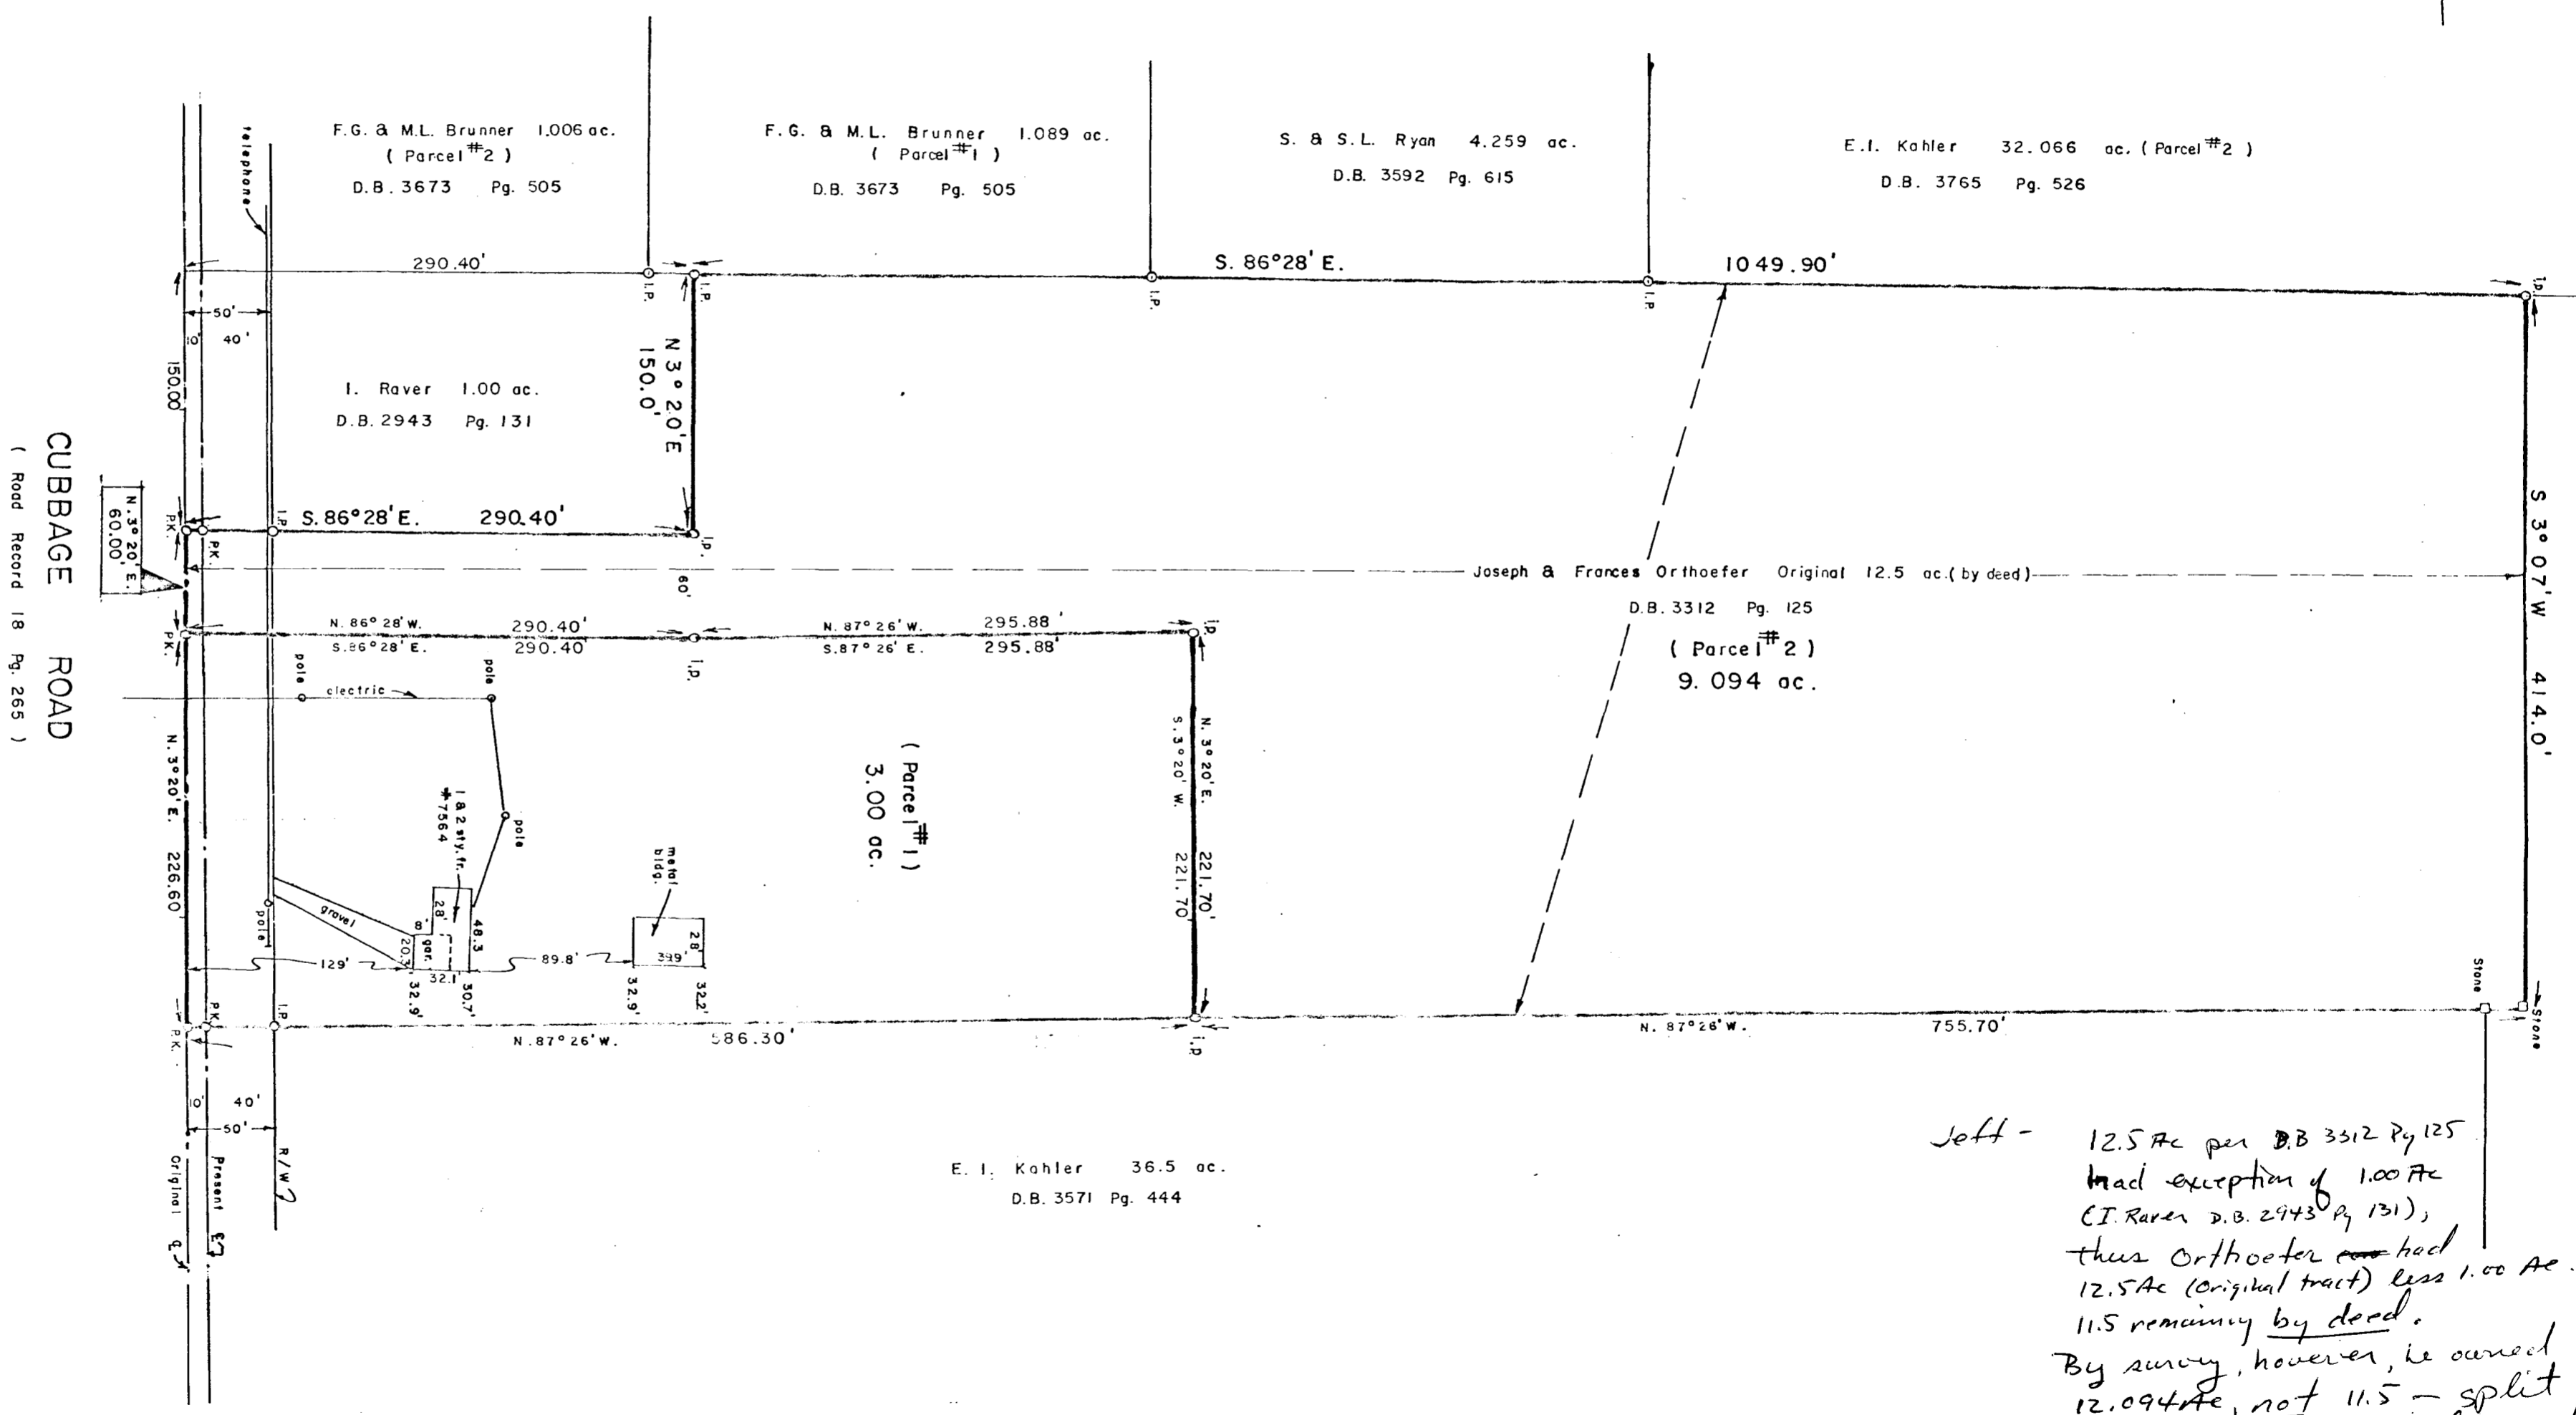 F.G. & M.L. Brunner 1.006 ac.
( Parcel #2 )
D.B. 3673 Pg. 505
F.G. & M.L. Brunner 1.089 ac.
( Parcel #1 )
D.B. 3673 Pg. 505
S. & S.L. Ryan 4.259 ac.
D.B. 3592 Pg. 615
E.I. Kahler 32.066 ac. ( Parcel #2 )
D.B. 3765 Pg. 526
telephone
290.40'
S. 86°28' E.
1049.90'
I.P.
I.P.
I.P.
I.P.
I.P.
50'
10'
40'
150.00
N 3° 20' E
150.0'
I. Raver 1.00 ac.
D.B. 2943 Pg. 131
CUBBAGE ROAD
( Road Record 18 Pg. 265 )
N. 3° 20' E.
60.00'
P.K.
P.K.
I.P.
S. 86°28' E. 290.40'
I.P.
60'
Joseph & Frances Orthoefer Original 12.5 ac. ( by deed )
D.B. 3312 Pg. 125
( Parcel #2 )
9.094 ac.
S 3° 07' W 414.0'
P.K.
N. 86° 28' W. 290.40'
S. 86° 28' E. 290.40'
I.P.
N. 87° 26' W. 295.88'
S. 87° 26' E. 295.88'
I.P.
pole
electric
pole
pole
N. 3° 20' E. 221.70'
S. 3° 20' W. 221.70'
( Parcel #1 )
3.00 ac.
N. 3° 20' E. 226.60
1 & 2 sty. fr.
#7564
metal
bldg.
gravel
pole
28'
8'
gar.
20.3'
48.3
32.1'
129'
89.8'
28'
39.9'
32.9'
30.7'
32.9'
32.2'
Stone
Stone
P.K.
P.K.
I.P.
N. 87° 26' W. 586.30'
I.P.
N. 87° 26' W. 755.70'
10'
40'
50'
R/W
Present ℄
Original ℄
E. I. Kahler 36.5 ac.
D.B. 3571 Pg. 444
Jeff - 12.5 Ac per D.B 3312 Pg 125
had exception of 1.00 Ac
(I. Raver D.B. 2943 Pg 131),
thus Orthoefer had
12.5 Ac (Original tract) less 1.00 Ac.
11.5 remaining by deed.
By survey, however, he owned
12.094 Ac, not 11.5 - split